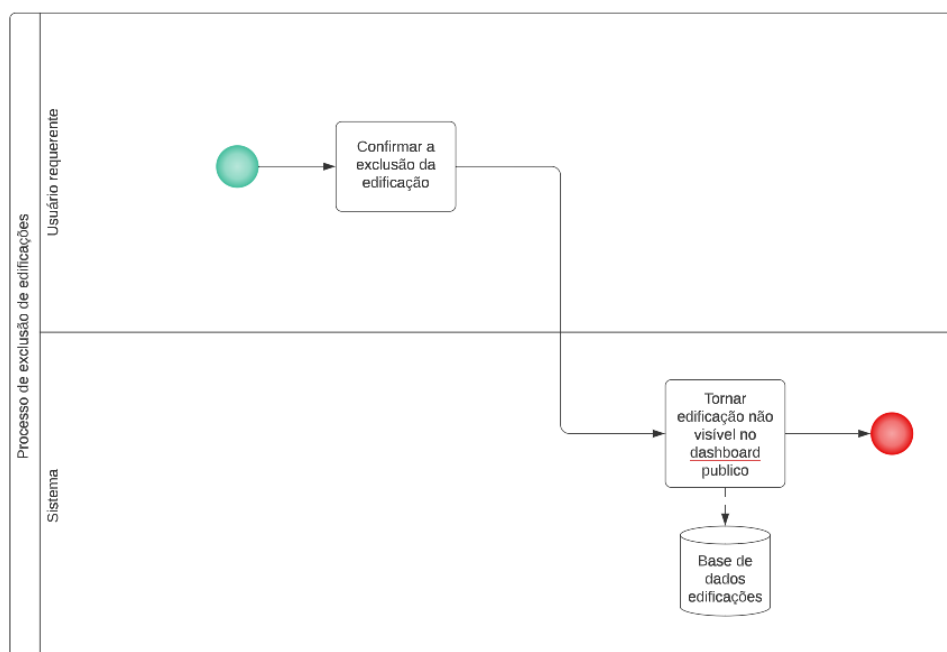 Processo de exclusão de edificações
Usuário requerente
Confirmar a
exclusão da
edificação
Sistema
Tornar
edificação não
visível no
dashboard
publico
Base de
dados
edificações